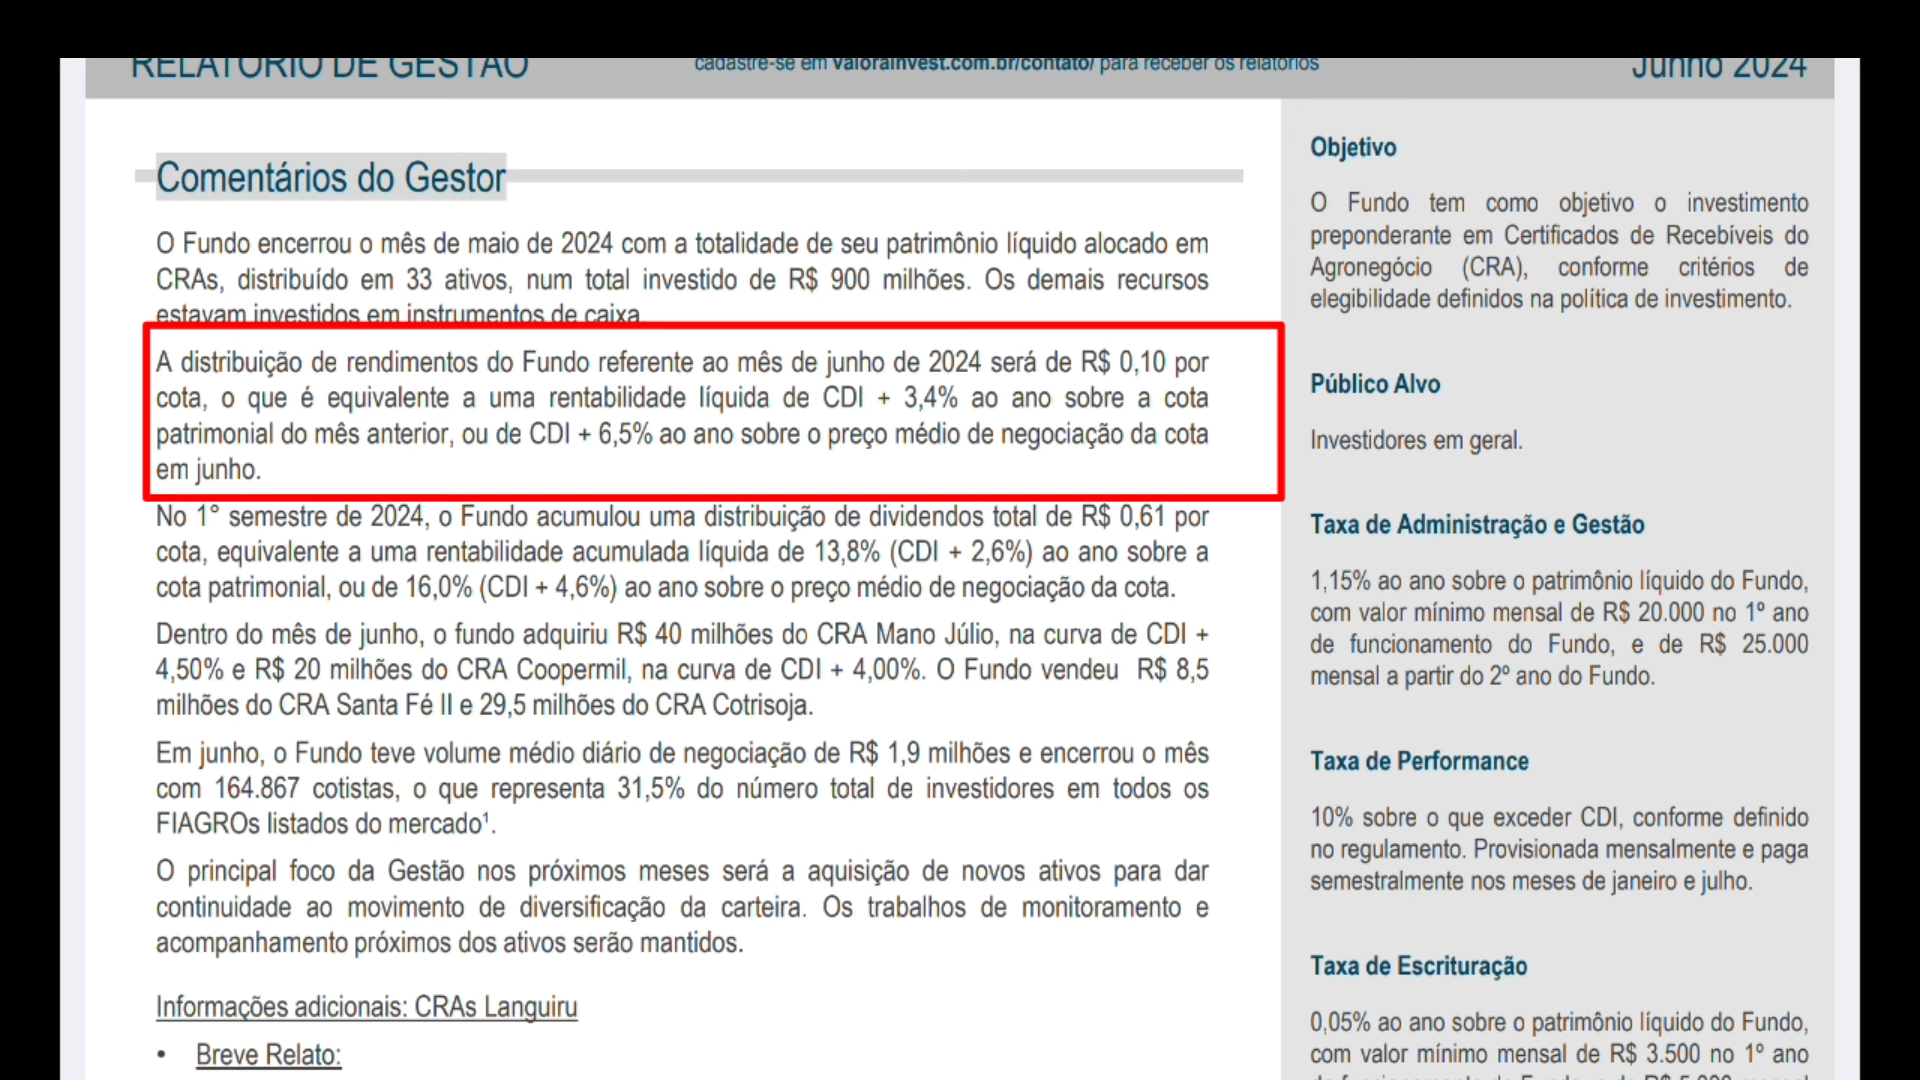 RELATÓRIO DE GESTÃO
cadastre-se em valorainvest.com.br/contato/ para receber os relatórios
Junho 2024
Comentários do Gestor
O Fundo encerrou o mês de maio de 2024 com a totalidade de seu patrimônio líquido alocado em
CRAs, distribuído em 33 ativos, num total investido de R$ 900 milhões. Os demais recursos
estavam investidos em instrumentos de caixa.
A distribuição de rendimentos do Fundo referente ao mês de junho de 2024 será de R$ 0,10 por
cota, o que é equivalente a uma rentabilidade líquida de CDI + 3,4% ao ano sobre a cota
patrimonial do mês anterior, ou de CDI + 6,5% ao ano sobre o preço médio de negociação da cota
em junho.
No 1° semestre de 2024, o Fundo acumulou uma distribuição de dividendos total de R$ 0,61 por
cota, equivalente a uma rentabilidade acumulada líquida de 13,8% (CDI + 2,6%) ao ano sobre a
cota patrimonial, ou de 16,0% (CDI + 4,6%) ao ano sobre o preço médio de negociação da cota.
Dentro do mês de junho, o fundo adquiriu R$ 40 milhões do CRA Mano Júlio, na curva de CDI +
4,50% e R$ 20 milhões do CRA Coopermil, na curva de CDI + 4,00%. O Fundo vendeu R$ 8,5
milhões do CRA Santa Fé II e 29,5 milhões do CRA Cotrisoja.
Em junho, o Fundo teve volume médio diário de negociação de R$ 1,9 milhões e encerrou o mês
com 164.867 cotistas, o que representa 31,5% do número total de investidores em todos os
FIAGROs listados do mercado¹.
O principal foco da Gestão nos próximos meses será a aquisição de novos ativos para dar
continuidade ao movimento de diversificação da carteira. Os trabalhos de monitoramento e
acompanhamento próximos dos ativos serão mantidos.
Informações adicionais: CRAs Languiru
• Breve Relato:
Objetivo
O Fundo tem como objetivo o investimento
preponderante em Certificados de Recebíveis do
Agronegócio (CRA), conforme critérios de
elegibilidade definidos na política de investimento.
Público Alvo
Investidores em geral.
Taxa de Administração e Gestão
1,15% ao ano sobre o patrimônio líquido do Fundo,
com valor mínimo mensal de R$ 20.000 no 1º ano
de funcionamento do Fundo, e de R$ 25.000
mensal a partir do 2º ano do Fundo.
Taxa de Performance
10% sobre o que exceder CDI, conforme definido
no regulamento. Provisionada mensalmente e paga
semestralmente nos meses de janeiro e julho.
Taxa de Escrituração
0,05% ao ano sobre o patrimônio líquido do Fundo,
com valor mínimo mensal de R$ 3.500 no 1º ano